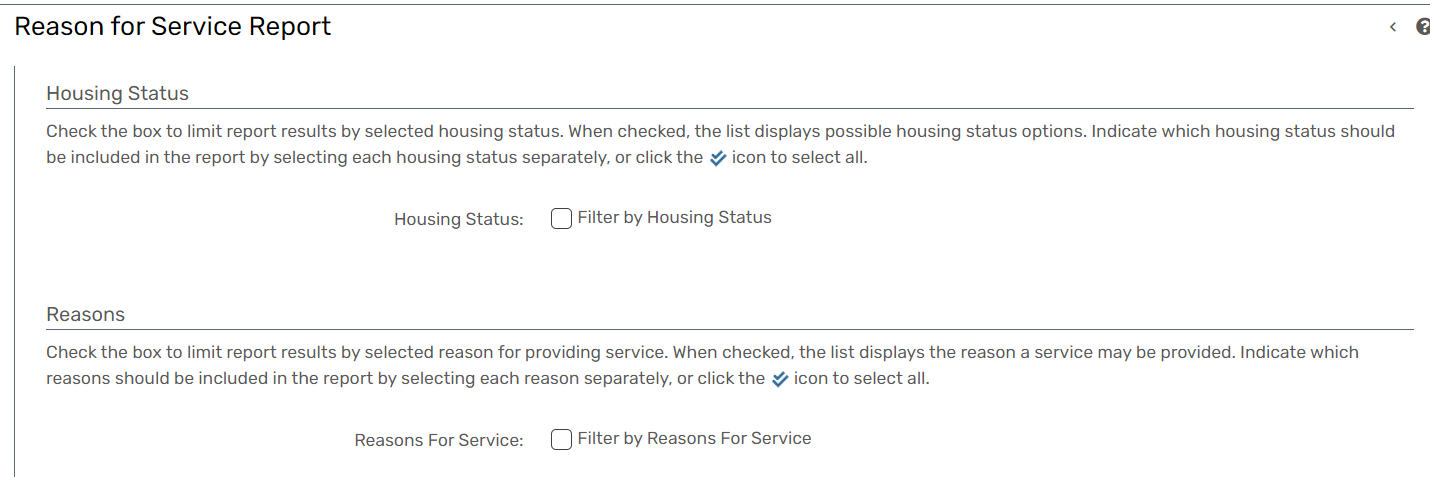 Reason for Service Report
Housing Status
Check the box to limit report results by selected housing status. When checked, the list displays possible housing status options. Indicate which housing status should
be included in the report by selecting each housing status separately, or click the icon to select all.
Housing Status: Filter by Housing Status
Reasons
Check the box to limit report results by selected reason for providing service. When checked, the list displays the reason a service may be provided. Indicate which
reasons should be included in the report by selecting each reason separately, or click the icon to select all.
Reasons For Service: Filter by Reasons For Service